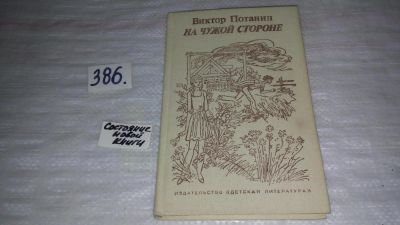 386.
Состояние
новой
книги
Виктор Потанин
НА ЧУЖОЙ СТОРОНЕ
ИЗДАТЕЛЬСТВО «ДЕТСКАЯ ЛИТЕРАТУРА»